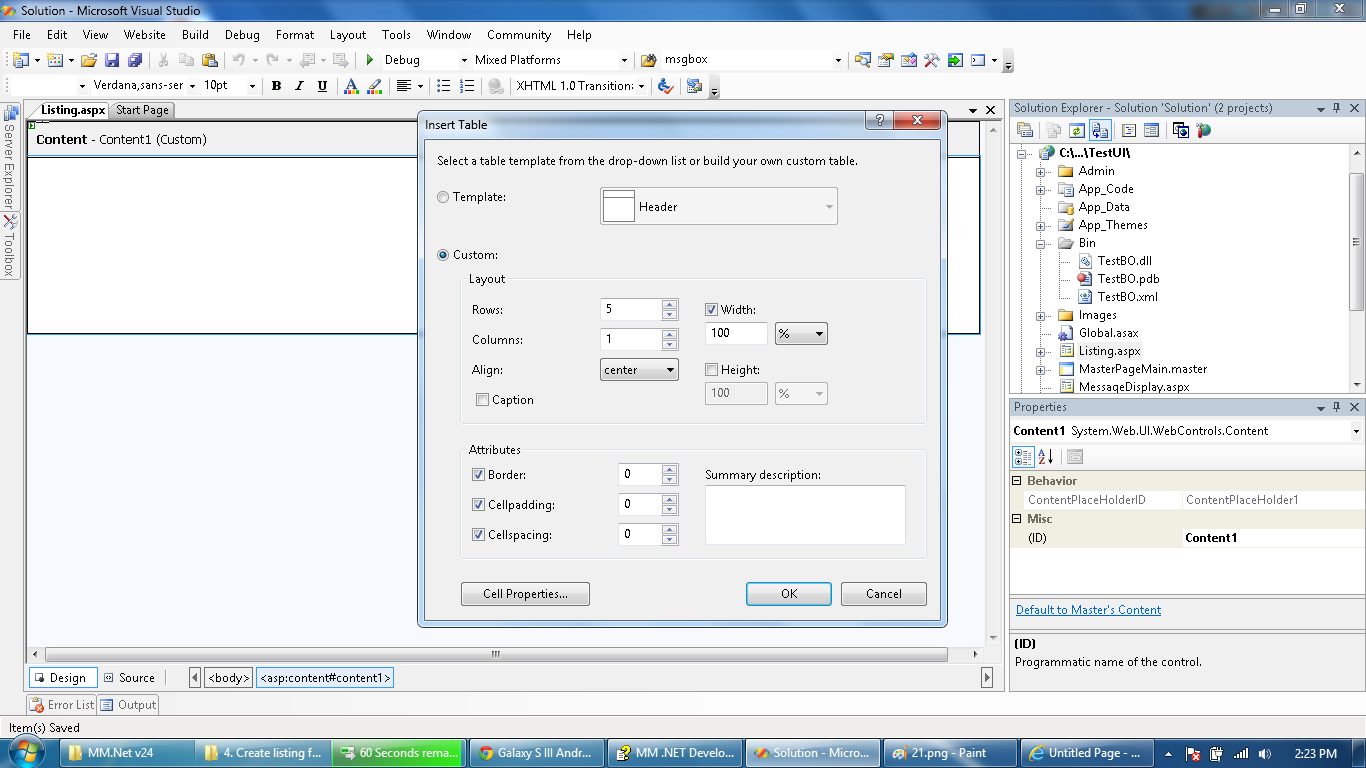 Solution - Microsoft Visual Studio
File Edit View Website Build Debug Format Layout Tools Window Community Help
Debug Mixed Platforms msgbox
Verdana,sans-ser 10pt B I U A XHTML 1.0 Transition:
Server Explorer
Toolbox
Listing.aspx Start Page
Content - Content1 (Custom)
Insert Table
Select a table template from the drop-down list or build your own custom table.
Template: Header
Custom:
Layout
Rows: 5 Width:
100 %
Columns: 1
Align: center Height:
100 %
Caption
Attributes
Border: 0 Summary description:
Cellpadding: 0
Cellspacing: 0
Cell Properties... OK Cancel
Design Source <body> <asp:content#content1>
Error List Output
Item(s) Saved
Solution Explorer - Solution 'Solution' (2 projects)
C:\...\TestUI\
Admin
App_Code
App_Data
App_Themes
Bin
TestBO.dll
TestBO.pdb
TestBO.xml
Images
Global.asax
Listing.aspx
MasterPageMain.master
MessageDisplay.aspx
Properties
Content1 System.Web.UI.WebControls.Content
Behavior
ContentPlaceHolderID ContentPlaceHolder1
Misc
(ID) Content1
Default to Master's Content
(ID)
Programmatic name of the control.
MM.Net v24 4. Create listing f... 60 Seconds rema... Galaxy S III Andr... MM .NET Develo... Solution - Micro... 21.png - Paint Untitled Page - ... 2:23 PM